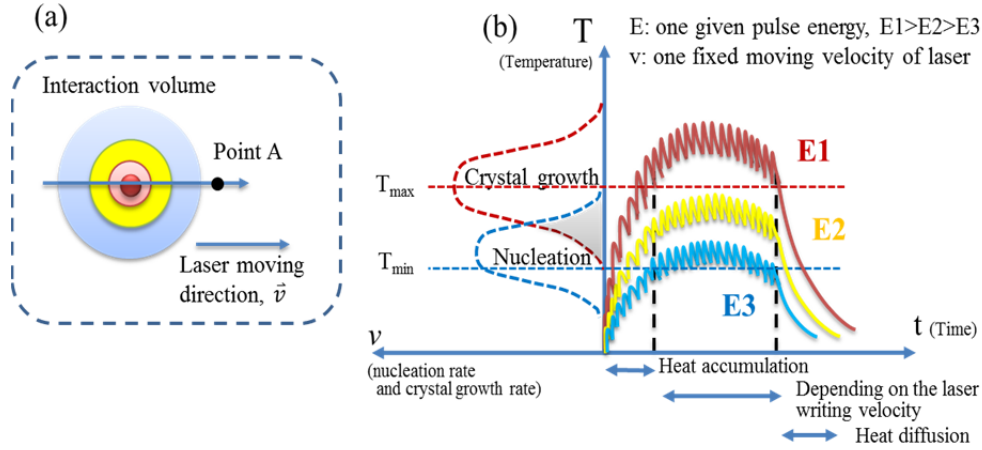 (a)
Interaction volume
Point A
Laser moving
direction, v⃗
(b)
T
(Temperature)
E: one given pulse energy, E1>E2>E3
v: one fixed moving velocity of laser
E1
Crystal growth
Tmax
E2
Nucleation
Tmin
E3
t (Time)
v
(nucleation rate
and crystal growth rate)
Heat accumulation
Depending on the laser
writing velocity
Heat diffusion